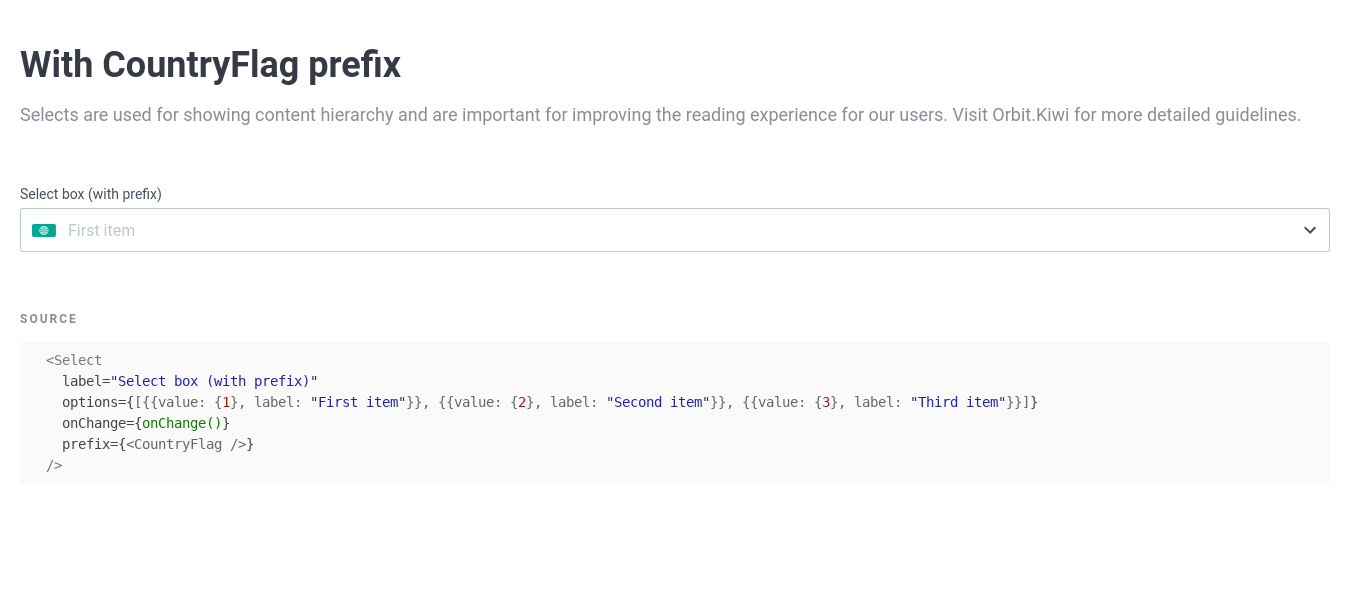 With CountryFlag prefix
Selects are used for showing content hierarchy and are important for improving the reading experience for our users. Visit Orbit.Kiwi for more detailed guidelines.
Select box (with prefix)
First item
SOURCE
<Select
label="Select box (with prefix)"
options={[{{value: {1}, label: "First item"}}, {{value: {2}, label: "Second item"}}, {{value: {3}, label: "Third item"}}]}
onChange={onChange()}
prefix={<CountryFlag />}
/>